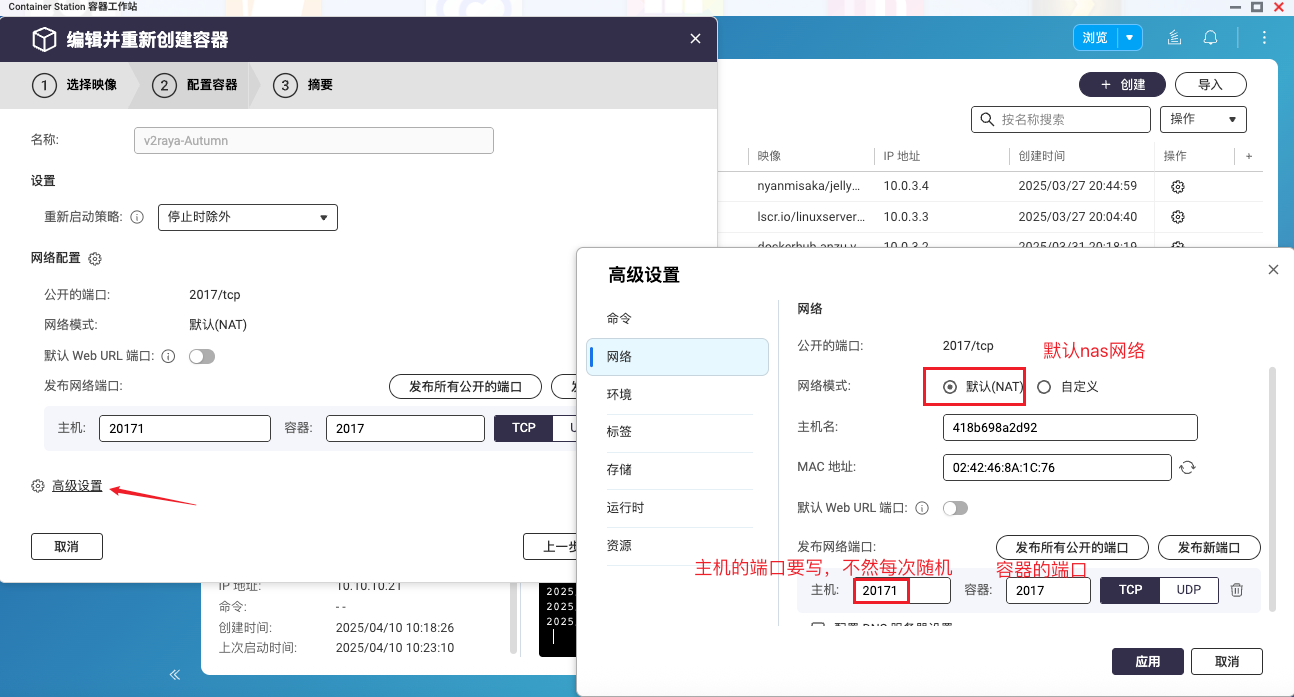 Container Station 容器工作站
编辑并重新创建容器
浏览
1 选择映像
2 配置容器
3 摘要
+ 创建
导入
名称:
v2raya-Autumn
按名称搜索
操作
设置
映像
IP 地址
创建时间
操作
+
nyanmisaka/jelly...
10.0.3.4
2025/03/27 20:44:59
重新启动策略:
停止时除外
lscr.io/linuxserver...
10.0.3.3
2025/03/27 20:04:40
dockerhub.anzu.v...
10.0.3.2
2025/03/31 20:18:19
网络配置
公开的端口:
2017/tcp
网络模式:
默认(NAT)
默认 Web URL 端口:
发布网络端口:
发布所有公开的端口
主机:
20171
容器:
2017
TCP
高级设置
取消
上一步
IP 地址:
10.10.10.21
命令:
- -
创建时间:
2025/04/10 10:18:26
上次启动时间:
2025/04/10 10:23:10
2025
2025
2025,
高级设置
命令
网络
环境
标签
存储
运行时
资源
网络
公开的端口:
2017/tcp
默认nas网络
网络模式:
默认(NAT)
自定义
主机名:
418b698a2d92
MAC 地址:
02:42:46:8A:1C:76
默认 Web URL 端口:
发布网络端口:
发布所有公开的端口
发布新端口
主机的端口要写，不然每次随机
容器的端口
主机:
20171
容器:
2017
TCP
UDP
配置 DNS 服务器设置
应用
取消